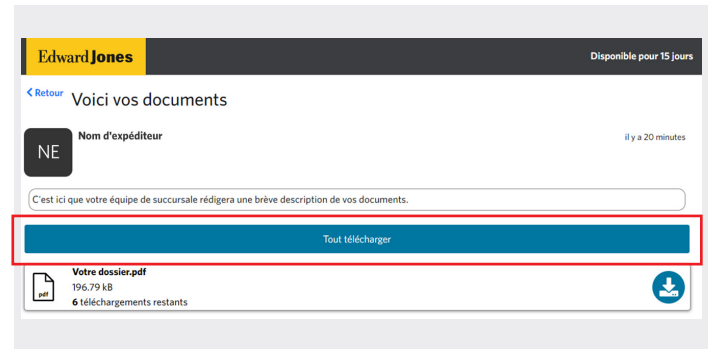 Edward Jones
Disponible pour 15 jours
Retour
Voici vos documents
NE
Nom d'expéditeur
il y a 20 minutes
C'est ici que votre équipe de succursale rédigera une brève description de vos documents.
Tout télécharger
Votre dossier.pdf
pdf
196.79 kB
6 téléchargements restants